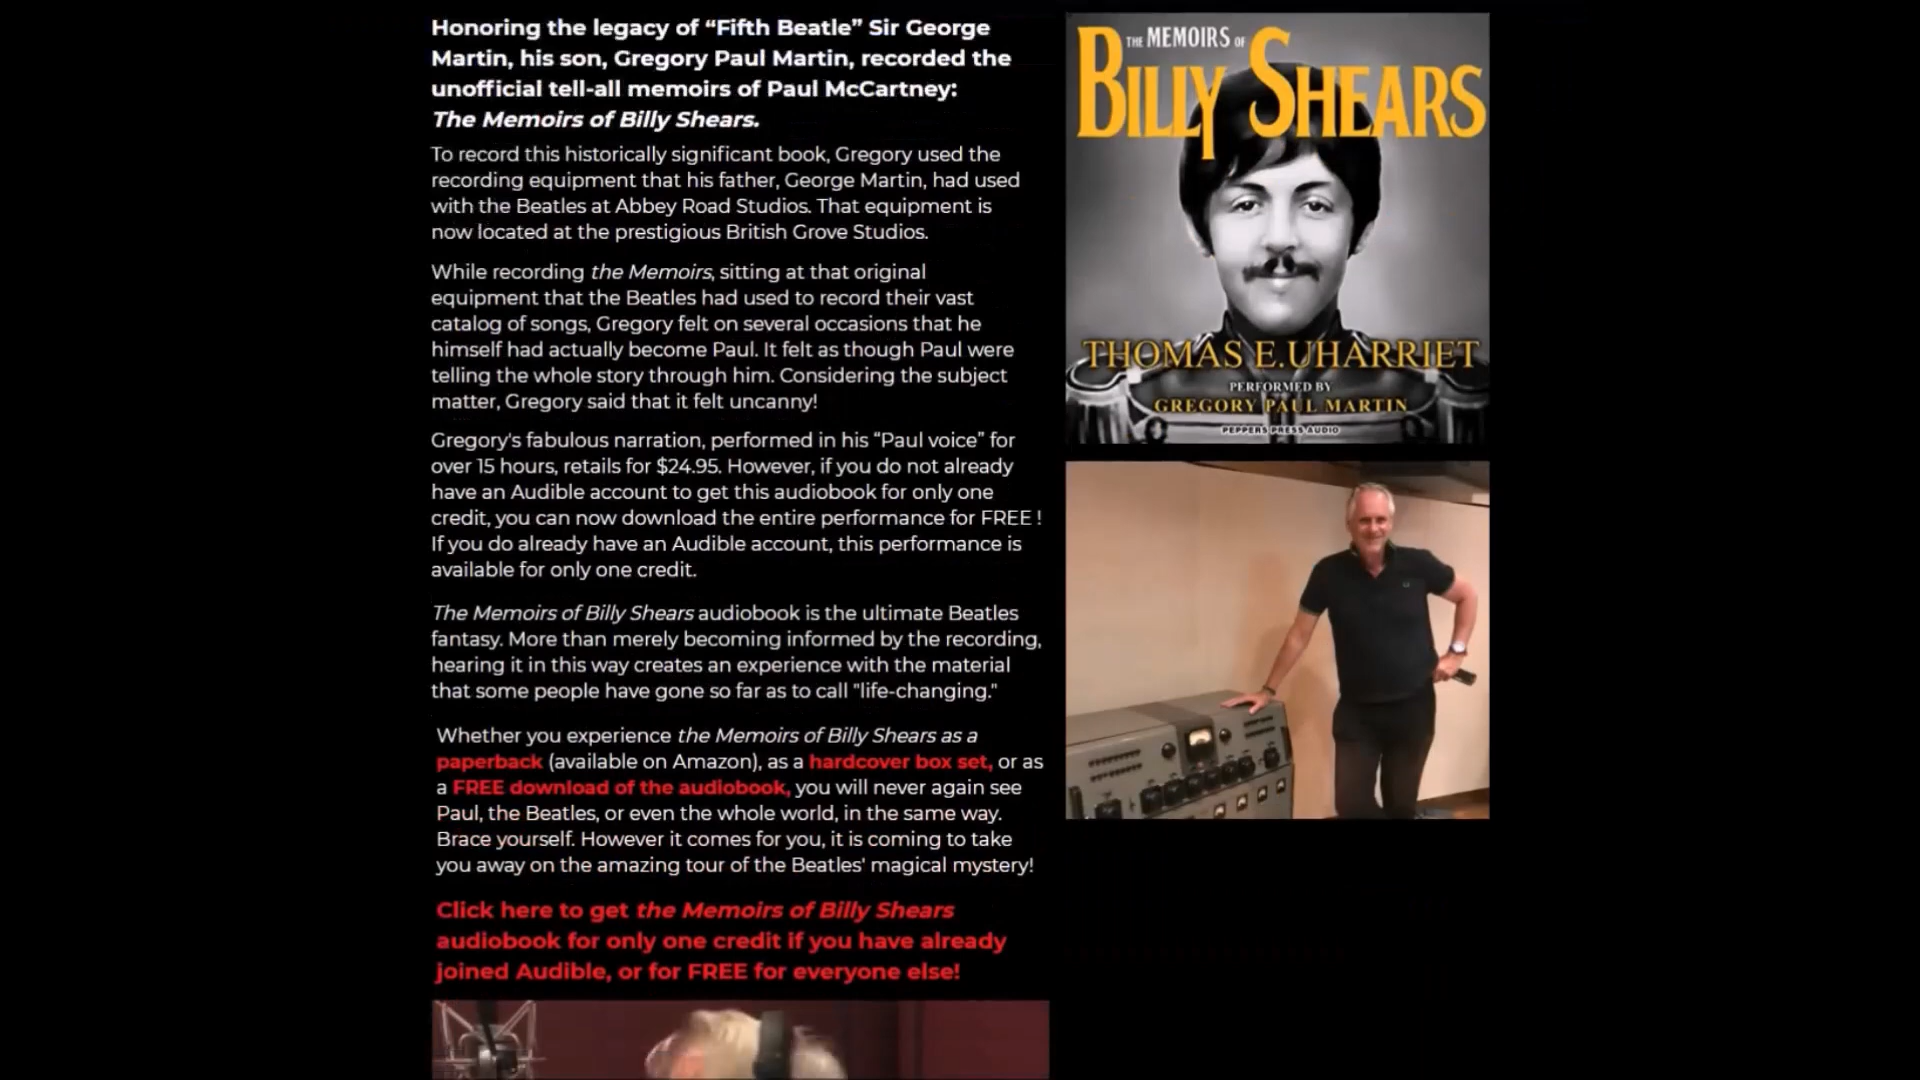 Honoring the legacy of “Fifth Beatle” Sir George
Martin, his son, Gregory Paul Martin, recorded the
unofficial tell-all memoirs of Paul McCartney:
The Memoirs of Billy Shears.
To record this historically significant book, Gregory used the
recording equipment that his father, George Martin, had used
with the Beatles at Abbey Road Studios. That equipment is
now located at the prestigious British Grove Studios.
While recording the Memoirs, sitting at that original
equipment that the Beatles had used to record their vast
catalog of songs, Gregory felt on several occasions that he
himself had actually become Paul. It felt as though Paul were
telling the whole story through him. Considering the subject
matter, Gregory said that it felt uncanny!
Gregory's fabulous narration, performed in his “Paul voice” for
over 15 hours, retails for $24.95. However, if you do not already
have an Audible account to get this audiobook for only one
credit, you can now download the entire performance for FREE !
If you do already have an Audible account, this performance is
available for only one credit.
The Memoirs of Billy Shears audiobook is the ultimate Beatles
fantasy. More than merely becoming informed by the recording,
hearing it in this way creates an experience with the material
that some people have gone so far as to call "life-changing."
Whether you experience the Memoirs of Billy Shears as a
paperback (available on Amazon), as a hardcover box set, or as
a FREE download of the audiobook, you will never again see
Paul, the Beatles, or even the whole world, in the same way.
Brace yourself. However it comes for you, it is coming to take
you away on the amazing tour of the Beatles' magical mystery!
Click here to get the Memoirs of Billy Shears
audiobook for only one credit if you have already
joined Audible, or for FREE for everyone else!
THE MEMOIRS OF
BILLY SHEARS
THOMAS E.UHARRIET
PERFORMED BY
GREGORY PAUL MARTIN
PEPPERS PRESS AUDIO